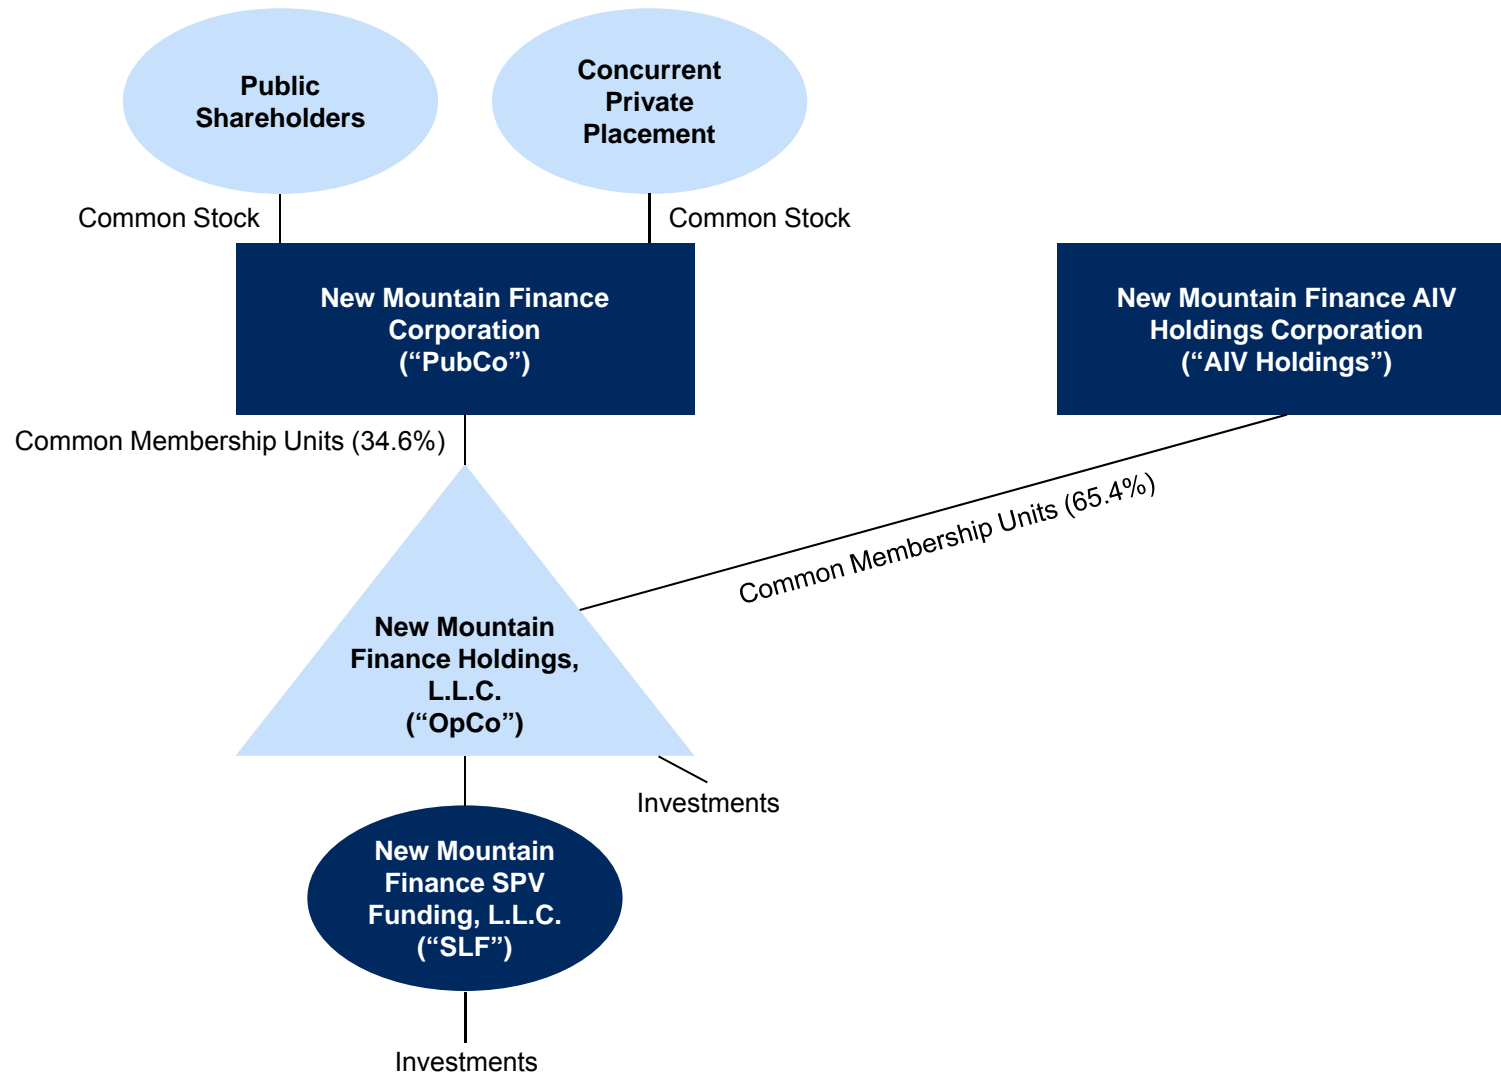 Public
Shareholders
Concurrent
Private
Placement
Common Stock
Common Stock
New Mountain Finance
Corporation
(“PubCo”)
New Mountain Finance AIV
Holdings Corporation
(“AIV Holdings”)
Common Membership Units (34.6%)
Common Membership Units (65.4%)
New Mountain
Finance Holdings,
L.L.C.
(“OpCo”)
Investments
New Mountain
Finance SPV
Funding, L.L.C.
(“SLF”)
Investments